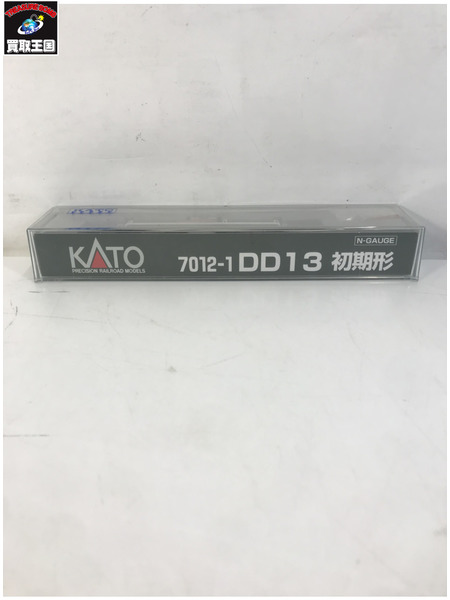 買取王国
N-GAUGE
KATO 7012-1 DD13 初期形
PRECISION RAILROAD MODELS